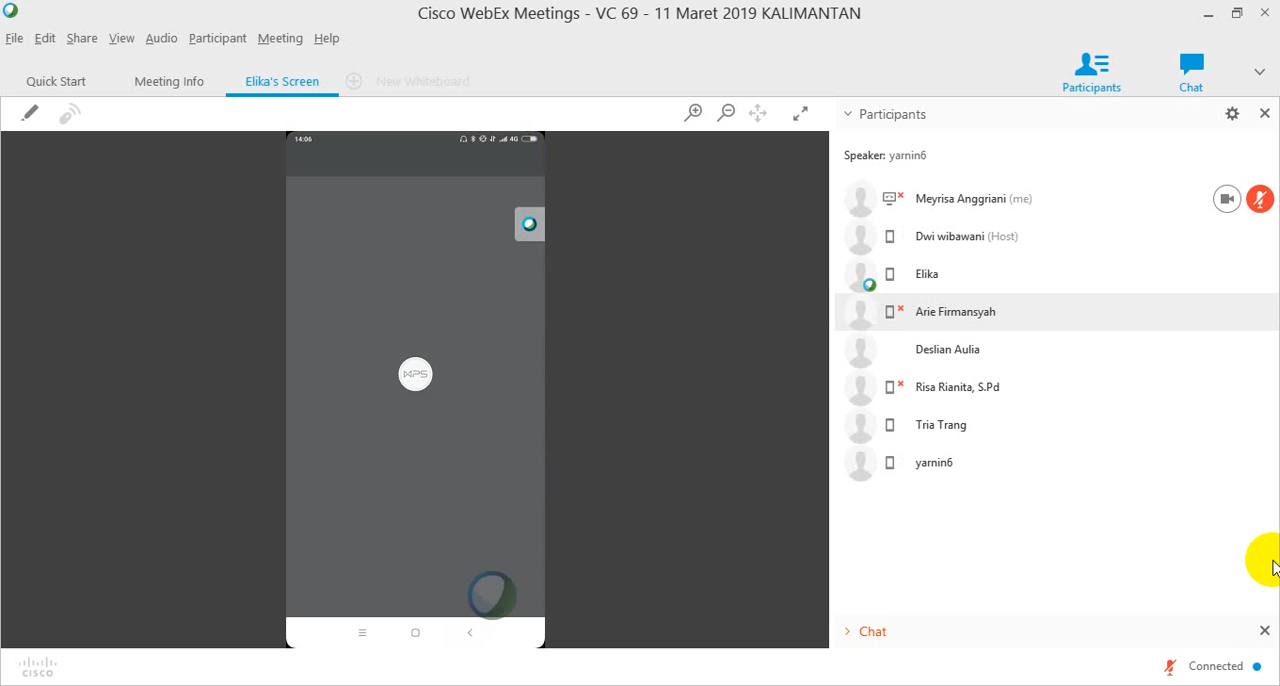 Cisco WebEx Meetings - VC 69 - 11 Maret 2019 KALIMANTAN
File Edit Share View Audio Participant Meeting Help
Quick Start Meeting Info Elika's Screen New Whiteboard
Participants Chat
14:06
4G
WPS
Participants
Speaker: yarnin6
Meyrisa Anggriani (me)
Dwi wibawani (Host)
Elika
Arie Firmansyah
Deslian Aulia
Risa Rianita, S.Pd
Tria Trang
yarnin6
Chat
CISCO
Connected